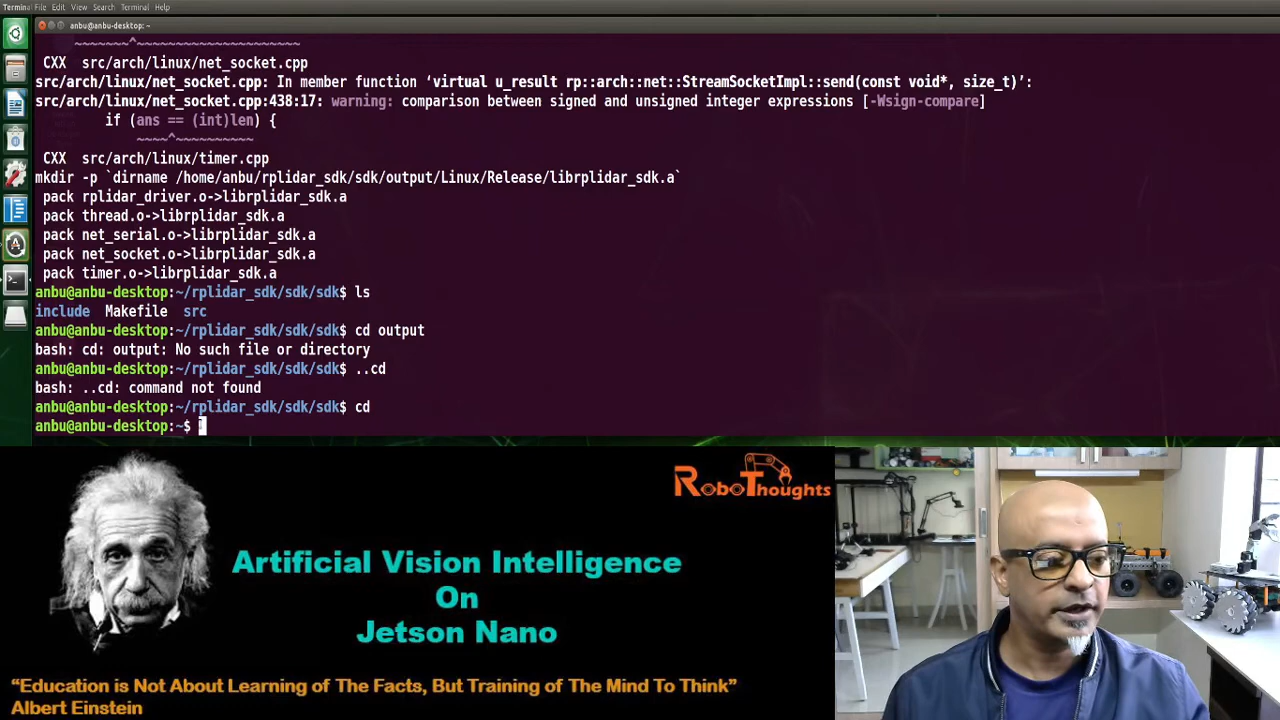 Terminal File Edit View Search Terminal Help
anbu@anbu-desktop: ~
~~~~~~~^~~~~~~~~~~~~~~~~~~~~~
CXX src/arch/linux/net_socket.cpp
src/arch/linux/net_socket.cpp: In member function ‘virtual u_result rp::arch::net::StreamSocketImpl::send(const void*, size_t)’:
src/arch/linux/net_socket.cpp:438:17: warning: comparison between signed and unsigned integer expressions [-Wsign-compare]
if (ans == (int)len) {
~~~~^~~~~~~~~~~
CXX src/arch/linux/timer.cpp
mkdir -p `dirname /home/anbu/rplidar_sdk/sdk/output/Linux/Release/librplidar_sdk.a`
pack rplidar_driver.o->librplidar_sdk.a
pack thread.o->librplidar_sdk.a
pack net_serial.o->librplidar_sdk.a
pack net_socket.o->librplidar_sdk.a
pack timer.o->librplidar_sdk.a
anbu@anbu-desktop:~/rplidar_sdk/sdk/sdk$ ls
include Makefile src
anbu@anbu-desktop:~/rplidar_sdk/sdk/sdk$ cd output
bash: cd: output: No such file or directory
anbu@anbu-desktop:~/rplidar_sdk/sdk/sdk$ ..cd
bash: ..cd: command not found
anbu@anbu-desktop:~/rplidar_sdk/sdk/sdk$ cd
anbu@anbu-desktop:~$
RoboThoughts
Artificial Vision Intelligence
On
Jetson Nano
“Education is Not About Learning of The Facts, But Training of The Mind To Think”
Albert Einstein